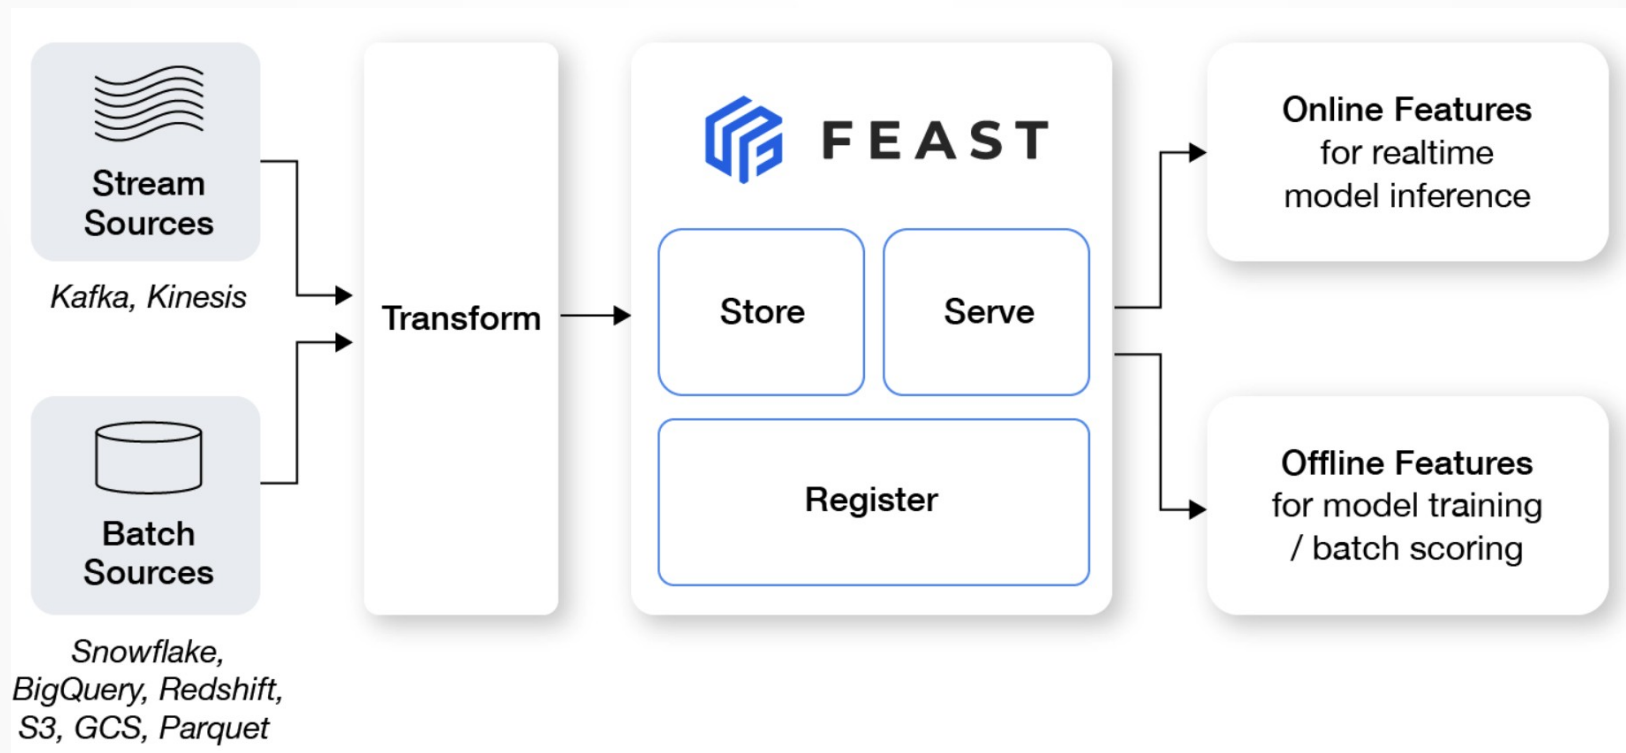 Stream
Sources
Kafka, Kinesis
Batch
Sources
Snowflake,
BigQuery, Redshift,
S3, GCS, Parquet
Transform
FEAST
Store
Serve
Register
Online Features
for realtime
model inference
Offline Features
for model training
/ batch scoring